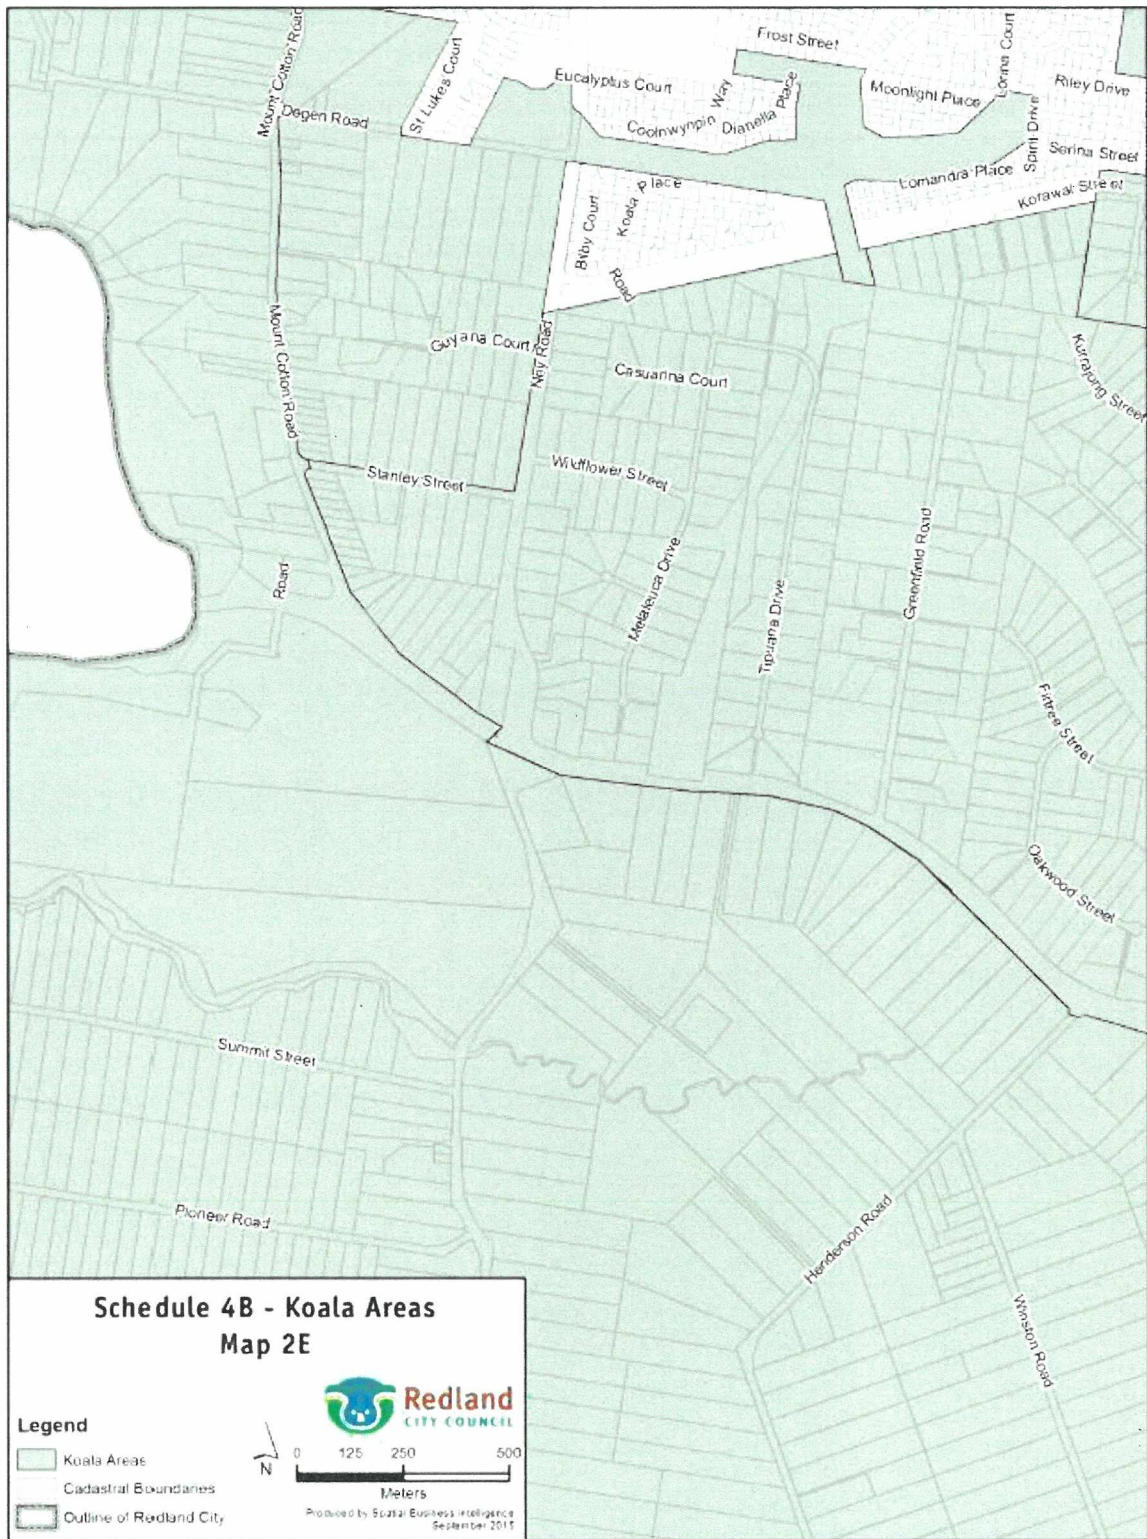 Mount Cotton Road
Degen Road
St Lukes Court
Eucalyptus Court
Frost Street
Coolnwynpin Way
Dianella Place
Moonlight Place
Lorina Court
Riley Drive
Spirit Drive
Serina Street
Lomandra Place
Korawal Street
Bilby Court
Koala Place
Road
Mount Cotton Road
Guyana Court
Ney Road
Casuarina Court
Kurrajong Street
Stanley Street
Wildflower Street
Road
Melaleuca Drive
Tipuana Drive
Greenfield Road
Firtree Street
Oakwood Street
Summit Street
Pioneer Road
Henderson Road
Winston Road
Schedule 4B - Koala Areas
Map 2E
Redland
CITY COUNCIL
Legend
Koala Areas
Cadastral Boundaries
Outline of Redland City
N
0 125 250 500
Meters
Produced by Spatial Business Intelligence
September 2015